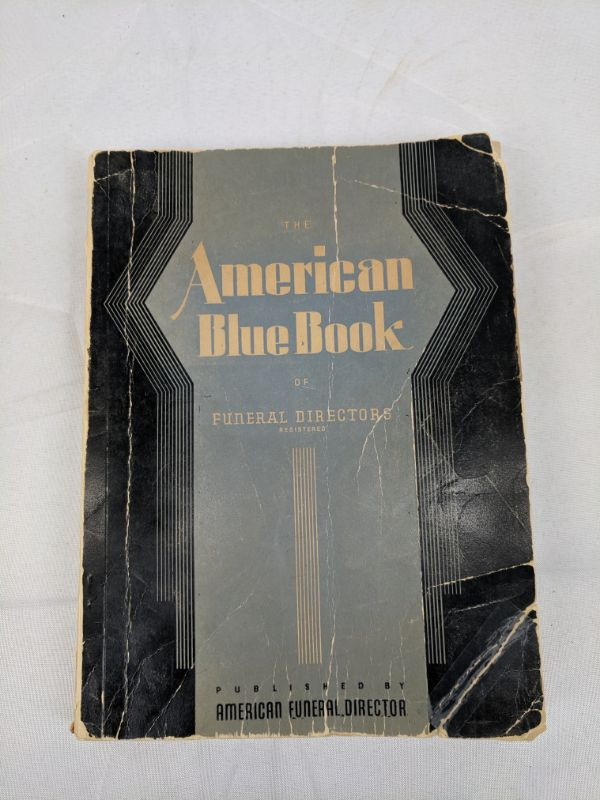 THE
American
Blue Book
OF
FUNERAL DIRECTORS
REGISTERED
PUBLISHED BY
AMERICAN FUNERAL DIRECTOR